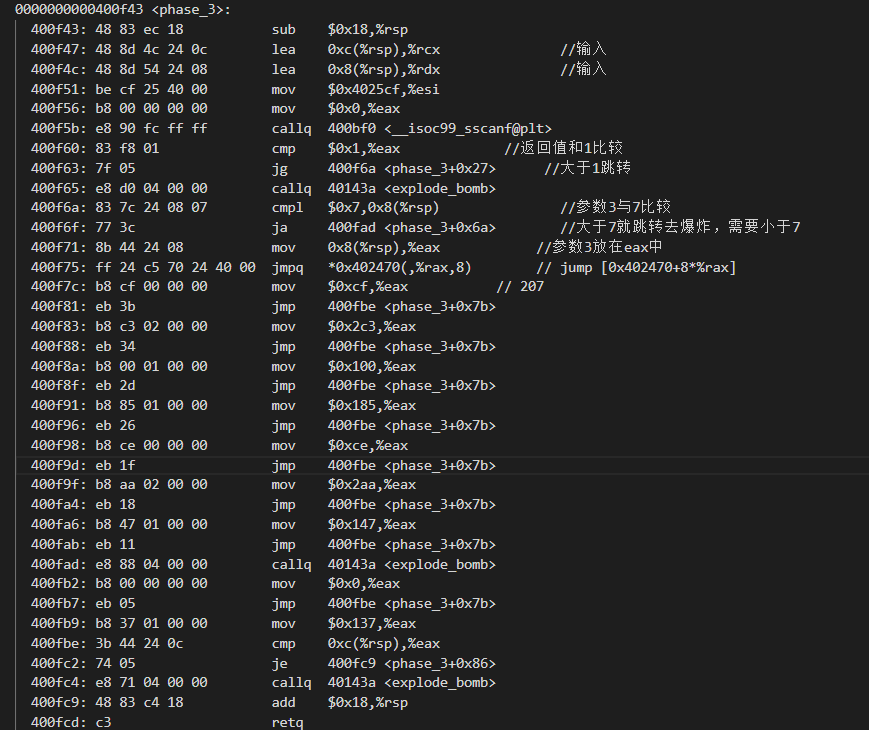 0000000000400f43 <phase_3>:
400f43: 48 83 ec 18 sub $0x18,%rsp
400f47: 48 8d 4c 24 0c lea 0xc(%rsp),%rcx //输入
400f4c: 48 8d 54 24 08 lea 0x8(%rsp),%rdx //输入
400f51: be cf 25 40 00 mov $0x4025cf,%esi
400f56: b8 00 00 00 00 mov $0x0,%eax
400f5b: e8 90 fc ff ff callq 400bf0 <__isoc99_sscanf@plt>
400f60: 83 f8 01 cmp $0x1,%eax //返回值和1比较
400f63: 7f 05 jg 400f6a <phase_3+0x27> //大于1跳转
400f65: e8 d0 04 00 00 callq 40143a <explode_bomb>
400f6a: 83 7c 24 08 07 cmpl $0x7,0x8(%rsp) //参数3与7比较
400f6f: 77 3c ja 400fad <phase_3+0x6a> //大于7就跳转去爆炸，需要小于7
400f71: 8b 44 24 08 mov 0x8(%rsp),%eax //参数3放在eax中
400f75: ff 24 c5 70 24 40 00 jmpq *0x402470(,%rax,8) // jump [0x402470+8*%rax]
400f7c: b8 cf 00 00 00 mov $0xcf,%eax // 207
400f81: eb 3b jmp 400fbe <phase_3+0x7b>
400f83: b8 c3 02 00 00 mov $0x2c3,%eax
400f88: eb 34 jmp 400fbe <phase_3+0x7b>
400f8a: b8 00 01 00 00 mov $0x100,%eax
400f8f: eb 2d jmp 400fbe <phase_3+0x7b>
400f91: b8 85 01 00 00 mov $0x185,%eax
400f96: eb 26 jmp 400fbe <phase_3+0x7b>
400f98: b8 ce 00 00 00 mov $0xce,%eax
400f9d: eb 1f jmp 400fbe <phase_3+0x7b>
400f9f: b8 aa 02 00 00 mov $0x2aa,%eax
400fa4: eb 18 jmp 400fbe <phase_3+0x7b>
400fa6: b8 47 01 00 00 mov $0x147,%eax
400fab: eb 11 jmp 400fbe <phase_3+0x7b>
400fad: e8 88 04 00 00 callq 40143a <explode_bomb>
400fb2: b8 00 00 00 00 mov $0x0,%eax
400fb7: eb 05 jmp 400fbe <phase_3+0x7b>
400fb9: b8 37 01 00 00 mov $0x137,%eax
400fbe: 3b 44 24 0c cmp 0xc(%rsp),%eax
400fc2: 74 05 je 400fc9 <phase_3+0x86>
400fc4: e8 71 04 00 00 callq 40143a <explode_bomb>
400fc9: 48 83 c4 18 add $0x18,%rsp
400fcd: c3 retq